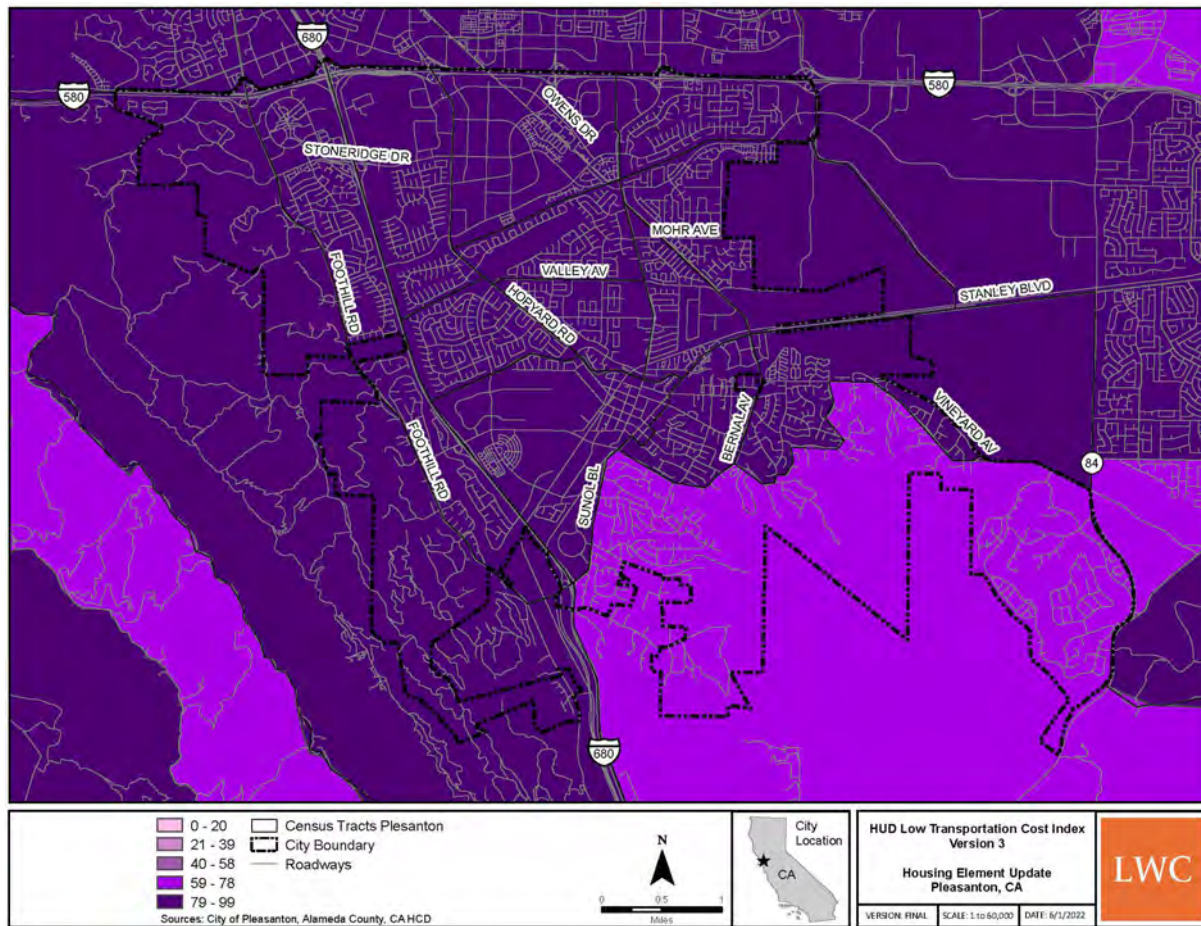 680
580
580
OWENS DR
STONERIDGE DR
MOHR AVE
VALLEY AV
FOOTHILL RD
HOPYARD RD
STANLEY BLVD
BERNAL AV
VINEYARD AV
FOOTHILL RD
SUNOL BL
84
680
0 - 20
21 - 39
40 - 58
59 - 78
79 - 99
Census Tracts Plesanton
City Boundary
Roadways
Sources: City of Pleasanton, Alameda County, CA HCD
N
0 0.5 1
Miles
City
Location
CA
HUD Low Transportation Cost Index
Version 3
Housing Element Update
Pleasanton, CA
VERSION: FINAL
SCALE: 1 to 60,000
DATE: 6/1/2022
LWC